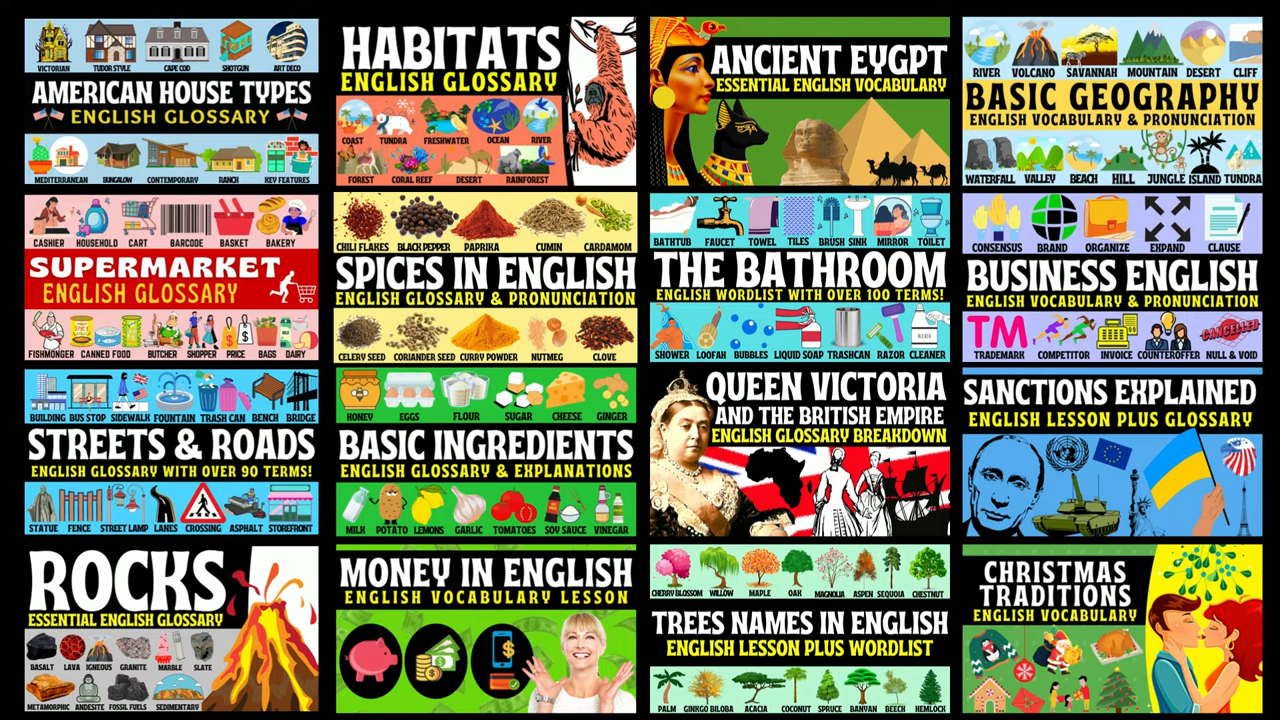 VICTORIAN TUDOR STYLE CAPE COD SHOTGUN ART DECO
AMERICAN HOUSE TYPES
ENGLISH GLOSSARY
MEDITERRANEAN BUNGALOW CONTEMPORARY RANCH KEY FEATURES
HABITATS
ENGLISH GLOSSARY
COAST TUNDRA FRESHWATER OCEAN RIVER
FOREST CORAL REEF DESERT RAINFOREST
ANCIENT EYGPT
ESSENTIAL ENGLISH VOCABULARY
RIVER VOLCANO SAVANNAH MOUNTAIN DESERT CLIFF
BASIC GEOGRAPHY
ENGLISH VOCABULARY & PRONUNCIATION
WATERFALL VALLEY BEACH HILL JUNGLE ISLAND TUNDRA
CASHIER HOUSEHOLD CART BARCODE BASKET BAKERY
SUPERMARKET
ENGLISH GLOSSARY
FISHMONGER CANNED FOOD BUTCHER SHOPPER PRICE BAGS DAIRY
CHILI FLAKES BLACK PEPPER PAPRIKA CUMIN CARDAMOM
SPICES IN ENGLISH
ENGLISH GLOSSARY & PRONUNCIATION
CELERY SEED CORIANDER SEED CURRY POWDER NUTMEG CLOVE
BATHTUB FAUCET TOWEL TILES BRUSH SINK MIRROR TOILET
THE BATHROOM
ENGLISH WORDLIST WITH OVER 100 TERMS!
BLEACH
SHOWER LOOFAH BUBBLES LIQUID SOAP TRASHCAN RAZOR CLEANER
CONSENSUS BRAND ORGANIZE EXPAND CLAUSE
BUSINESS ENGLISH
ENGLISH VOCABULARY & PRONUNCIATION
TM CANCELLED
TRADEMARK COMPETITOR INVOICE COUNTEROFFER NULL & VOID
BUILDING BUS STOP SIDEWALK FOUNTAIN TRASH CAN BENCH BRIDGE
STREETS & ROADS
ENGLISH GLOSSARY WITH OVER 90 TERMS!
STATUE FENCE STREET LAMP LANES CROSSING ASPHALT STOREFRONT
HONEY EGGS FLOUR SUGAR CHEESE GINGER
BASIC INGREDIENTS
ENGLISH GLOSSARY & EXPLANATIONS
MILK POTATO LEMONS GARLIC TOMATOES SOY SAUCE VINEGAR
QUEEN VICTORIA
AND THE BRITISH EMPIRE
ENGLISH GLOSSARY BREAKDOWN
SANCTIONS EXPLAINED
ENGLISH LESSON PLUS GLOSSARY
ROCKS
ESSENTIAL ENGLISH GLOSSARY
BASALT LAVA IGNEOUS GRANITE MARBLE SLATE
METAMORPHIC ANDESITE FOSSIL FUELS SEDIMENTARY
MONEY IN ENGLISH
ENGLISH VOCABULARY LESSON
CHERRY BLOSSOM WILLOW MAPLE OAK MAGNOLIA ASPEN SEQUOIA CHESTNUT
TREES NAMES IN ENGLISH
ENGLISH LESSON PLUS WORDLIST
PALM GINKGO BILOBA ACACIA COCONUT SPRUCE BANYAN BEECH HEMLOCK
CHRISTMAS
TRADITIONS
ENGLISH VOCABULARY